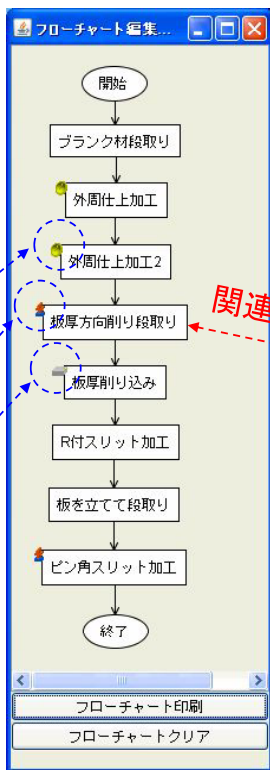 フローチャート編集...
開始
ブランク材段取り
外周仕上加工
外周仕上加工2
関連
板厚方向削り段取り
板厚削り込み
R付スリット加工
板を立てて段取り
ピン角スリット加工
終了
フローチャート印刷
フローチャートクリア